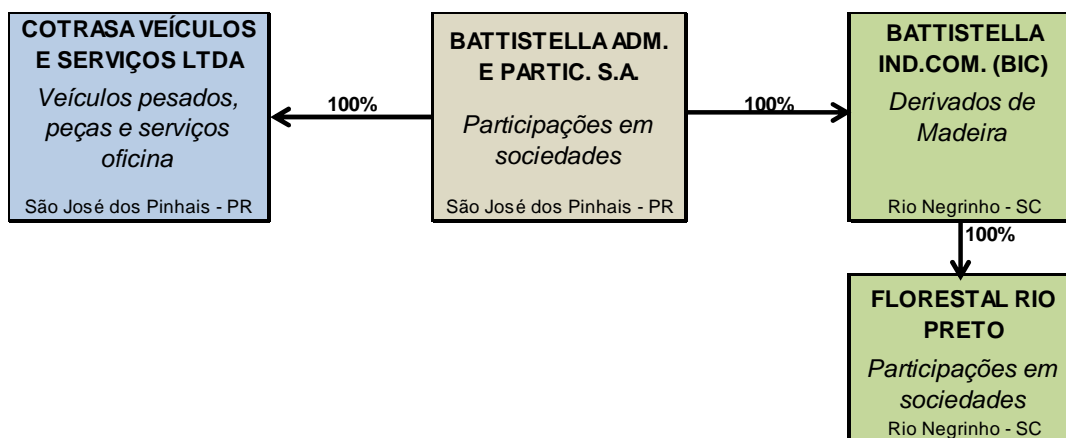 COTRASA VEÍCULOS
E SERVIÇOS LTDA
Veículos pesados,
peças e serviços
oficina
São José dos Pinhais - PR
100%
BATTISTELLA ADM.
E PARTIC. S.A.
Participações em
sociedades
São José dos Pinhais - PR
100%
BATTISTELLA
IND.COM. (BIC)
Derivados de
Madeira
Rio Negrinho - SC
100%
FLORESTAL RIO
PRETO
Participações em
sociedades
Rio Negrinho - SC